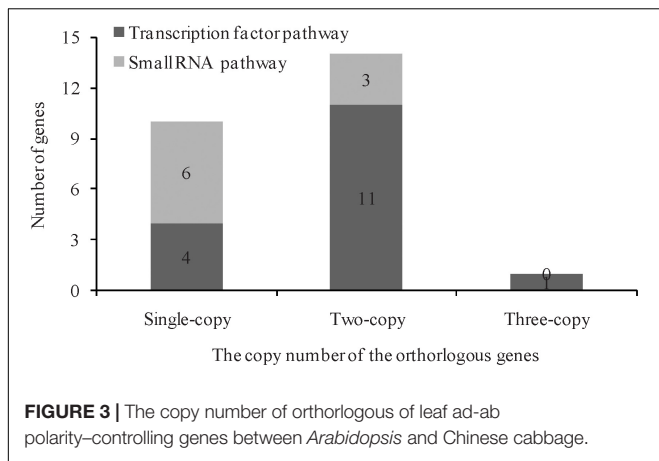 Transcription factor pathway
SmallRNA pathway
15
12
9
6
3
0
Number of genes
6
4
3
11
0
1
Single-copy
Two-copy
Three-copy
The copy number of the orthorlogous genes
FIGURE 3 | The copy number of orthorlogous of leaf ad-ab
polarity–controlling genes between Arabidopsis and Chinese cabbage.